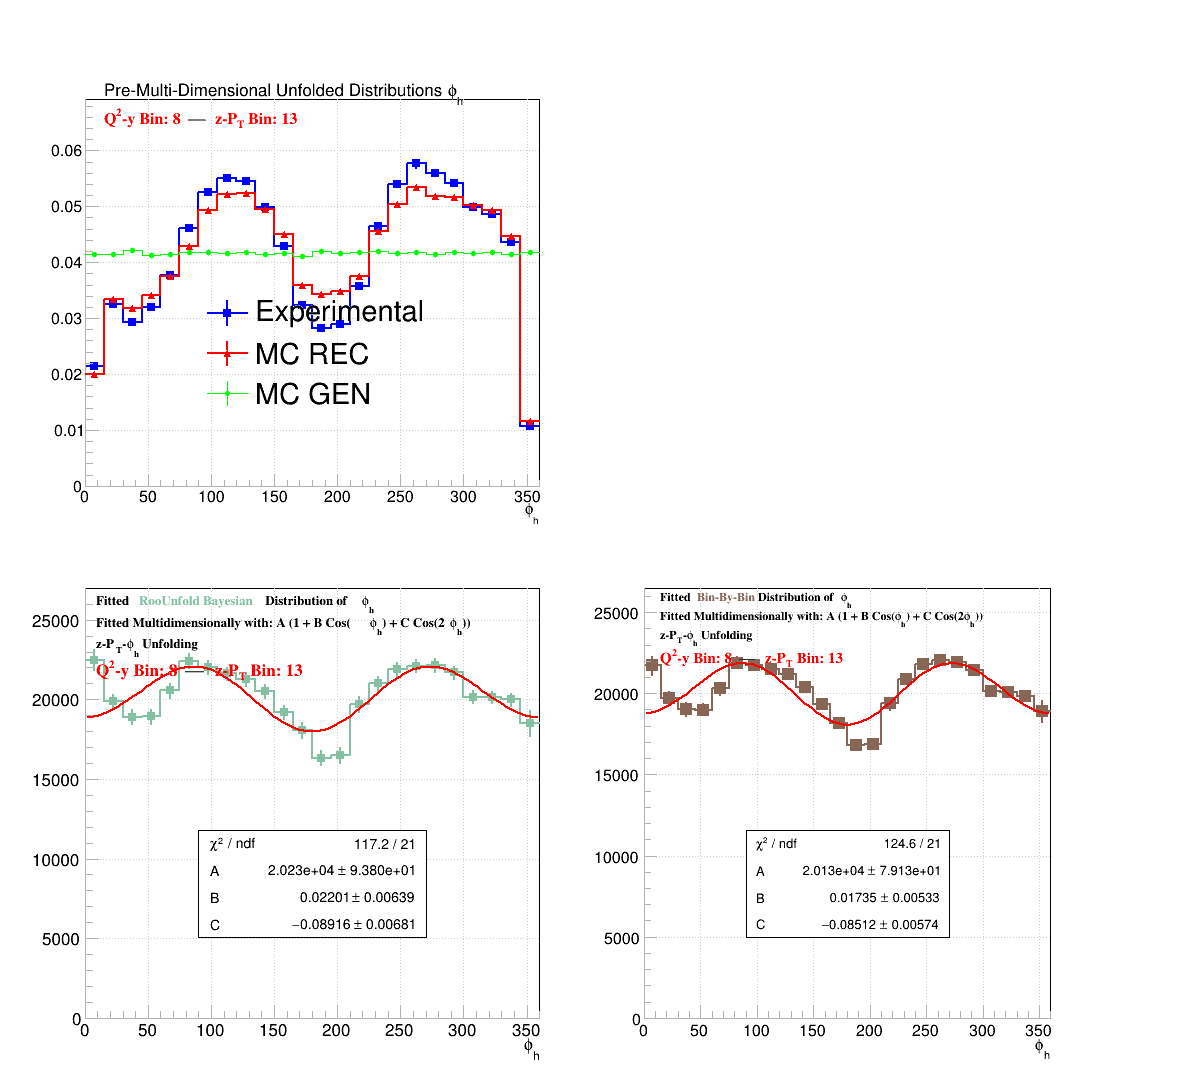 Pre-Multi-Dimensional Unfolded Distributions ϕh
Q2-y Bin: 8 — z-PT Bin: 13
0.06
0.05
0.04
0.03
0.02
0.01
0
Experimental
MC REC
MC GEN
0 50 100 150 200 250 300 350
ϕh
Fitted RooUnfold Bayesian Distribution of ϕh
Fitted Multidimensionally with: A (1 + B Cos( ϕh) + C Cos(2 ϕh))
z-PT-ϕh Unfolding
Q2-y Bin: 8 — z-PT Bin: 13
25000
20000
15000
10000
5000
0
χ2 / ndf 117.2 / 21
A 2.023e+04 ± 9.380e+01
B 0.02201 ± 0.00639
C −0.08916 ± 0.00681
0 50 100 150 200 250 300 350
ϕh
Fitted Bin-By-Bin Distribution of ϕh
Fitted Multidimensionally with: A (1 + B Cos(ϕh) + C Cos(2ϕh))
z-PT-ϕh Unfolding
Q2-y Bin: 8 — z-PT Bin: 13
25000
20000
15000
10000
5000
0
χ2 / ndf 124.6 / 21
A 2.013e+04 ± 7.913e+01
B 0.01735 ± 0.00533
C −0.08512 ± 0.00574
0 50 100 150 200 250 300 350
ϕh